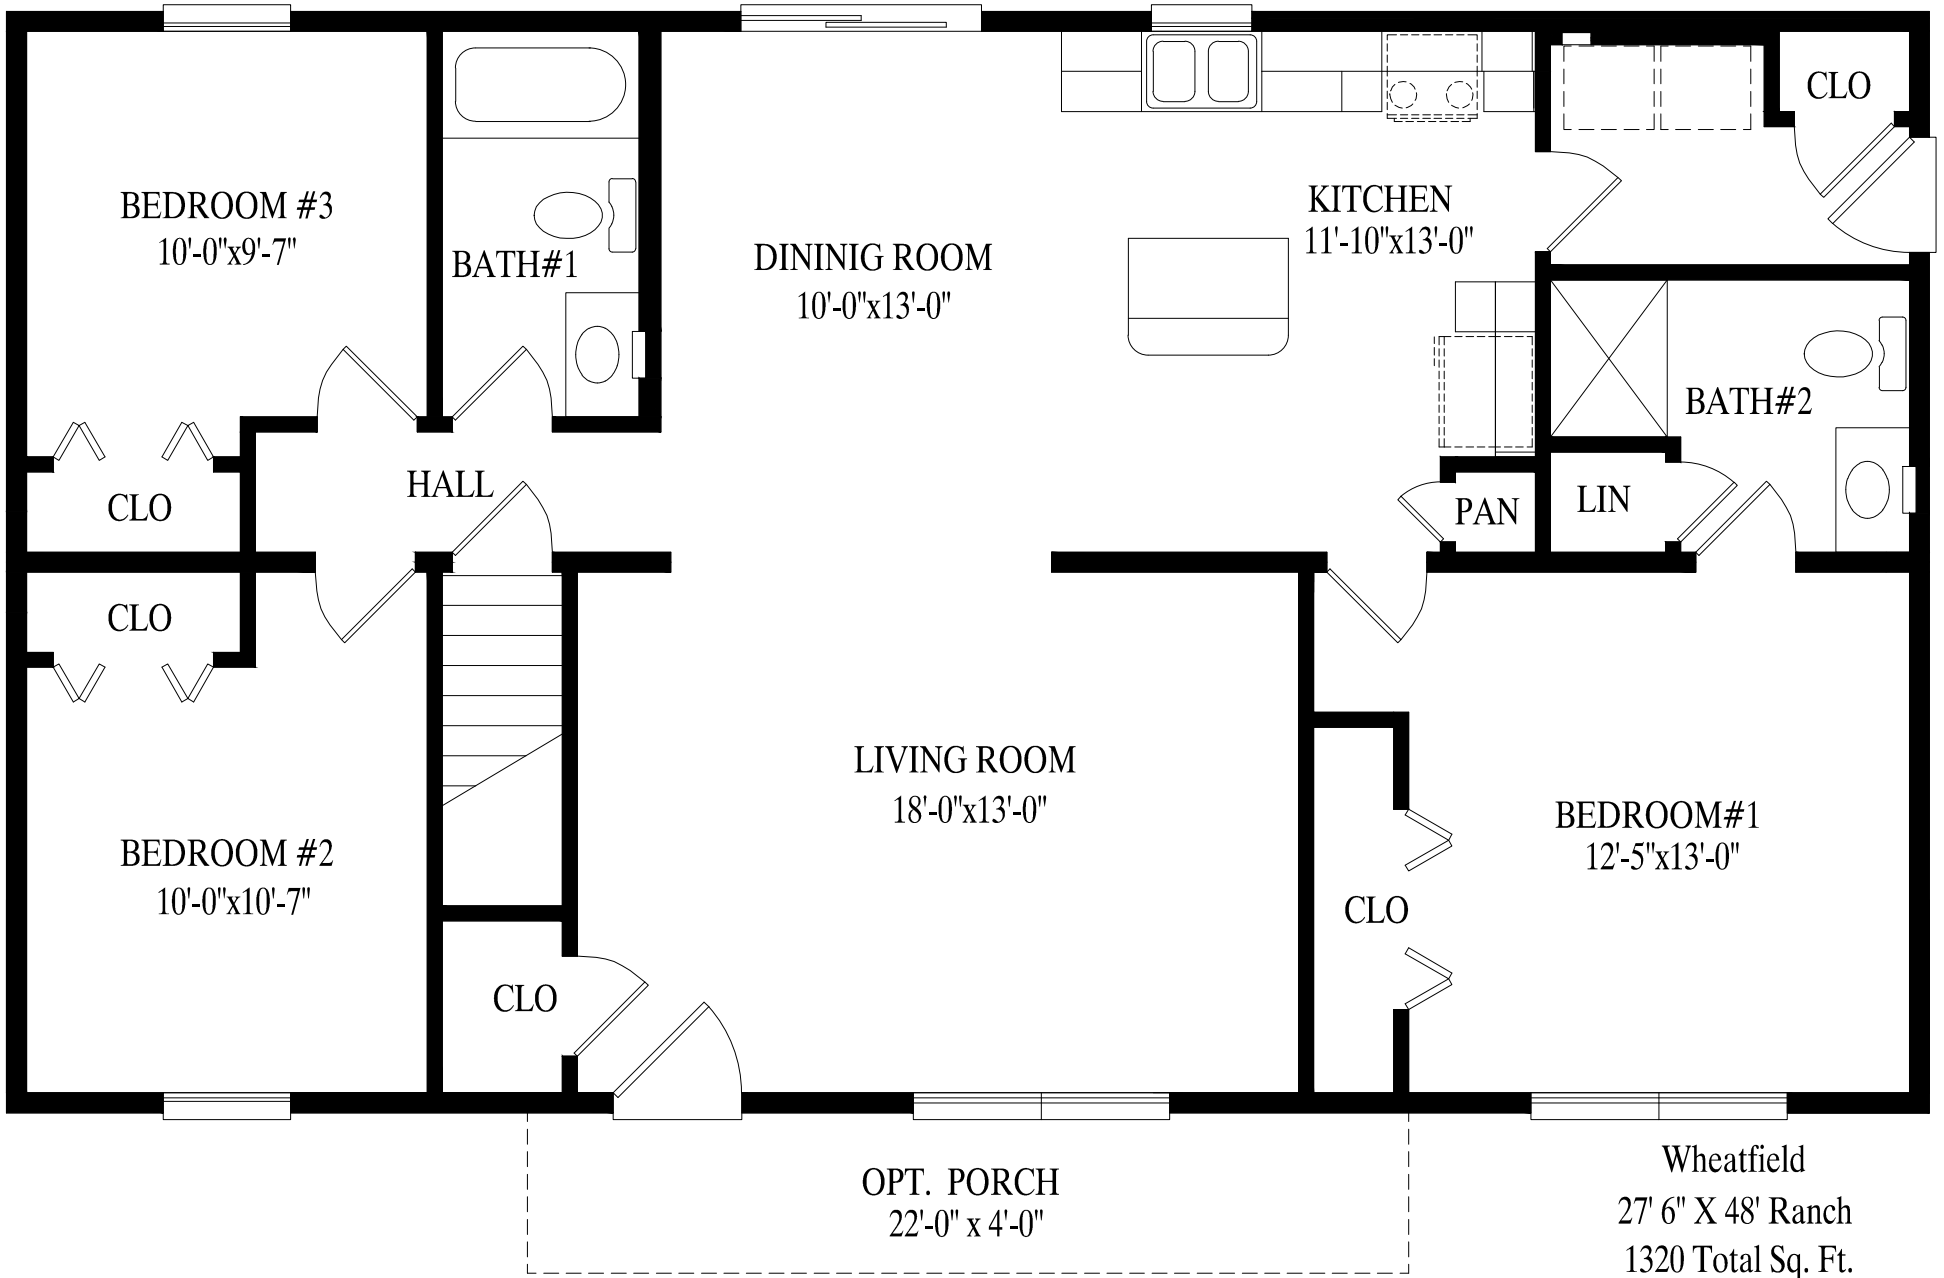 CLO
BEDROOM #3
10'-0"x9'-7"
BATH#1
DININIG ROOM
10'-0"x13'-0"
KITCHEN
11'-10"x13'-0"
BATH#2
HALL
CLO
PAN
LIN
CLO
LIVING ROOM
18'-0"x13'-0"
BEDROOM#1
12'-5"x13'-0"
BEDROOM #2
10'-0"x10'-7"
CLO
CLO
OPT. PORCH
22'-0" x 4'-0"
Wheatfield
27' 6" X 48' Ranch
1320 Total Sq. Ft.